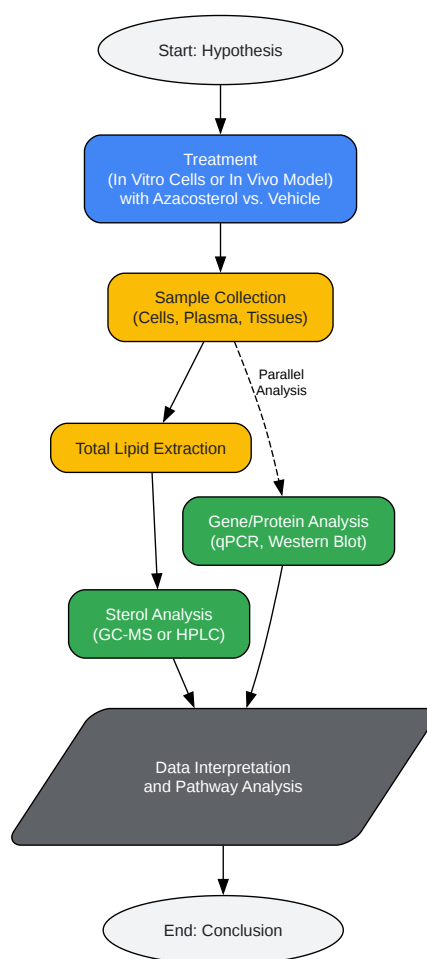 Start: Hypothesis
Treatment
(In Vitro Cells or In Vivo Model)
with Azacosterol vs. Vehicle
Sample Collection
(Cells, Plasma, Tissues)
Parallel
Analysis
Total Lipid Extraction
Gene/Protein Analysis
(qPCR, Western Blot)
Sterol Analysis
(GC-MS or HPLC)
Data Interpretation
and Pathway Analysis
End: Conclusion